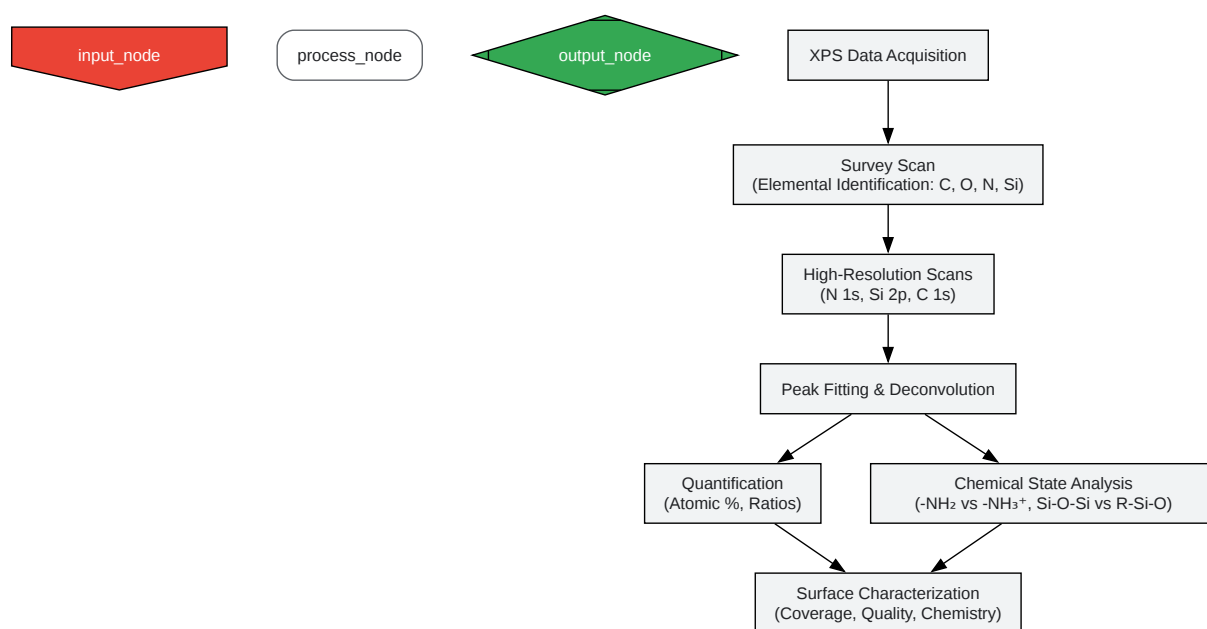 input_node
process_node
output_node
XPS Data Acquisition
Survey Scan
(Elemental Identification: C, O, N, Si)
High-Resolution Scans
(N 1s, Si 2p, C 1s)
Peak Fitting & Deconvolution
Quantification
(Atomic %, Ratios)
Chemical State Analysis
(-NH₂ vs -NH₃⁺, Si-O-Si vs R-Si-O)
Surface Characterization
(Coverage, Quality, Chemistry)